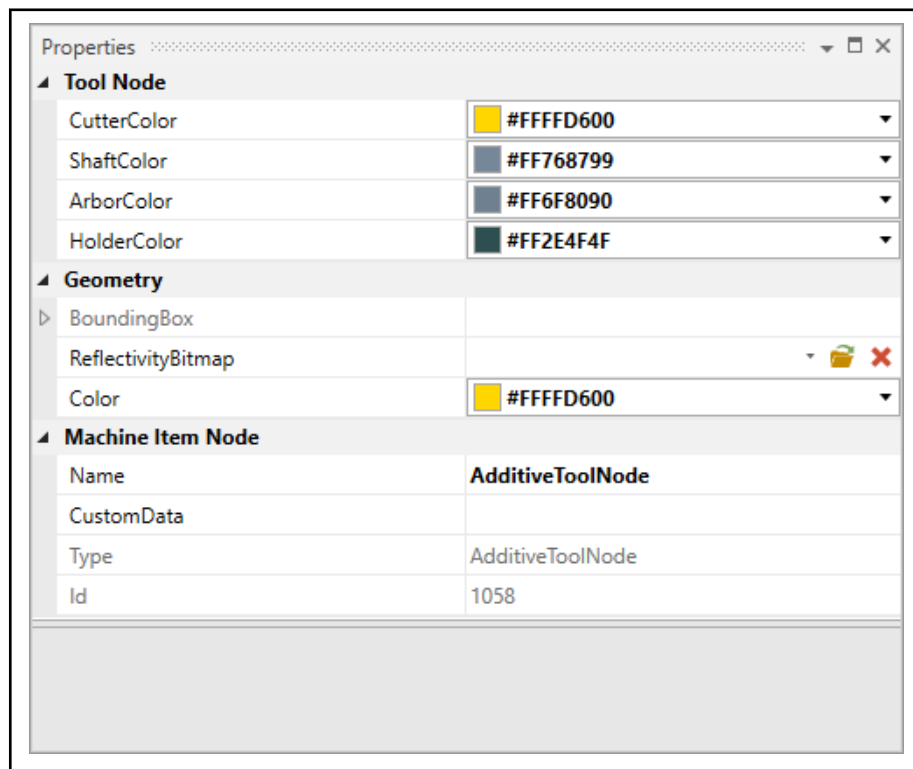 Properties
Tool Node
CutterColor #FFFFD600
ShaftColor #FF768799
ArborColor #FF6F8090
HolderColor #FF2E4F4F
Geometry
BoundingBox
ReflectivityBitmap
Color #FFFFD600
Machine Item Node
Name AdditiveToolNode
CustomData
Type AdditiveToolNode
Id 1058